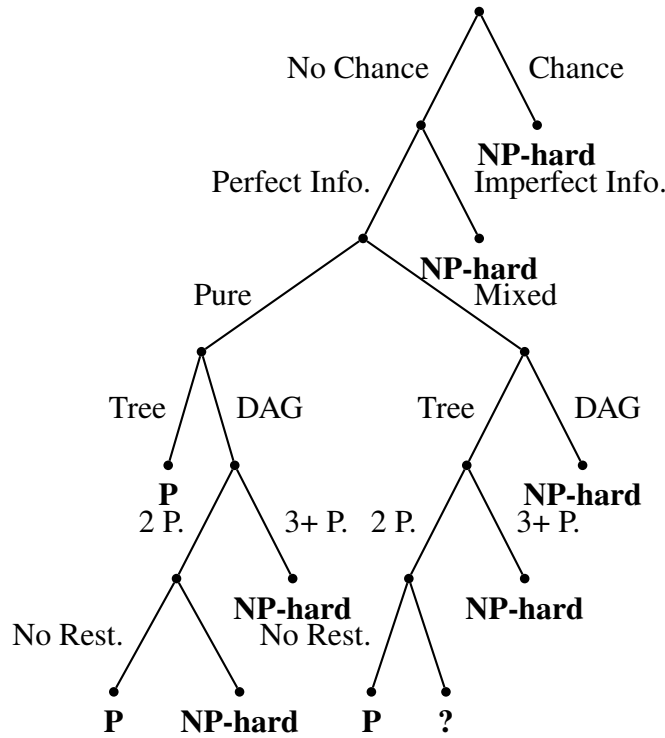 No Chance Chance
NP-hard
Perfect Info. Imperfect Info.
NP-hard
Pure Mixed
Tree DAG Tree DAG
P NP-hard
2 P. 3+ P. 2 P. 3+ P.
NP-hard NP-hard
No Rest. No Rest.
P NP-hard P ?